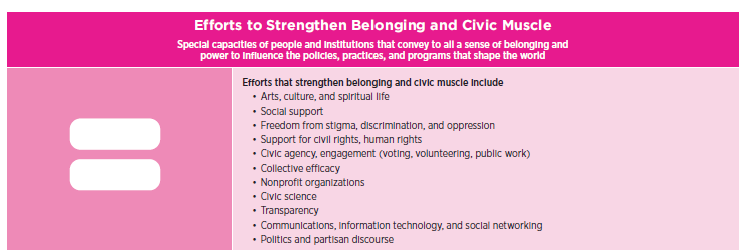 Efforts to Strengthen Belonging and Civic Muscle
Special capacities of people and institutions that convey to all a sense of belonging and
power to influence the policies, practices, and programs that shape the world
Efforts that strengthen belonging and civic muscle include
• Arts, culture, and spiritual life
• Social support
• Freedom from stigma, discrimination, and oppression
• Support for civil rights, human rights
• Civic agency, engagement (voting, volunteering, public work)
• Collective efficacy
• Nonprofit organizations
• Civic science
• Transparency
• Communications, information technology, and social networking
• Politics and partisan discourse